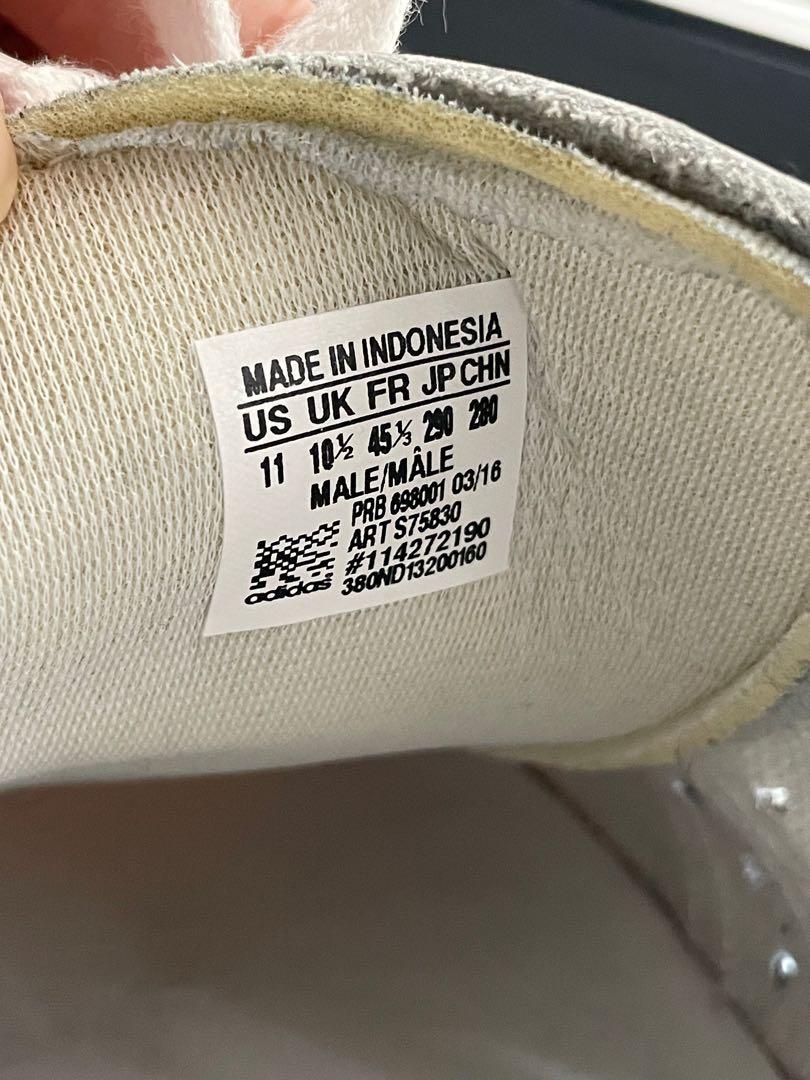 MADE IN INDONESIA
US UK FR JP CHN
11 10½ 45⅓ 290 280
MALE/MÂLE
PRB 698001 03/16
ART S75830
#114272190
380ND13200160
adidas